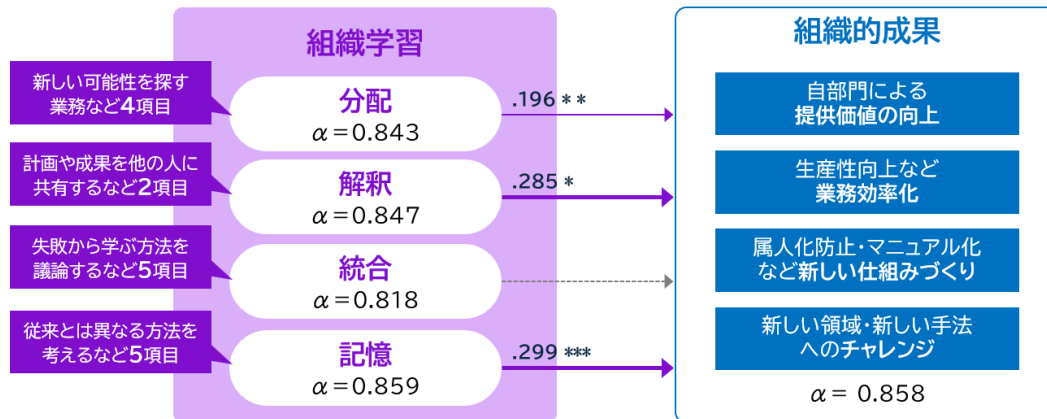 組織学習
新しい可能性を探す
業務など4項目
分配
α=0.843
計画や成果を他の人に
共有するなど2項目
解釈
α=0.847
失敗から学ぶ方法を
議論するなど5項目
統合
α=0.818
従来とは異なる方法を
考えるなど5項目
記憶
α=0.859
.196 **
.285 *
.299 ***
組織的成果
自部門による
提供価値の向上
生産性向上など
業務効率化
属人化防止・マニュアル化
など新しい仕組みづくり
新しい領域・新しい手法
へのチャレンジ
α= 0.858